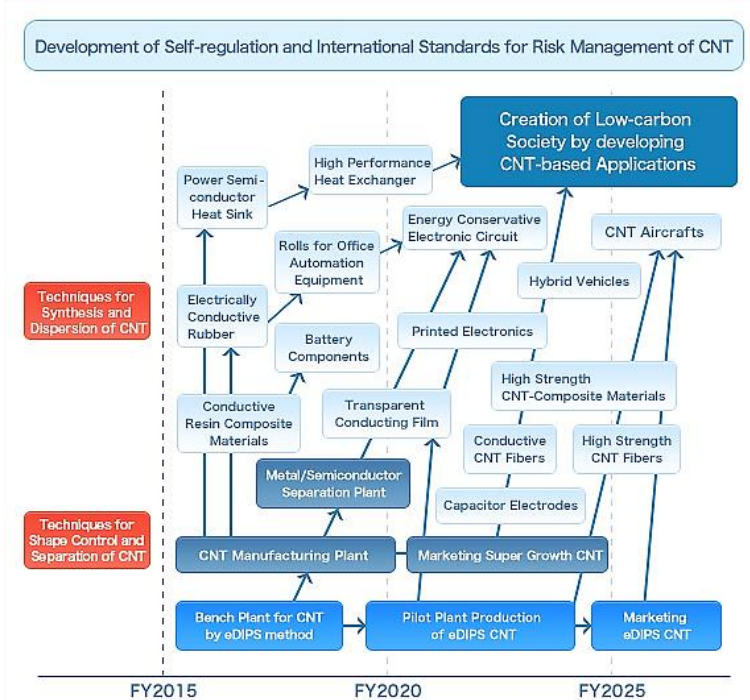 Development of Self-regulation and International Standards for Risk Management of CNT
Creation of Low-carbon
Society by developing
CNT-based Applications
High Performance
Heat Exchanger
Power Semi-
conductor
Heat Sink
Energy Conservative
Electronic Circuit
CNT Aircrafts
Rolls for Office
Automation
Equipment
Hybrid Vehicles
Techniques for
Synthesis and
Dispersion of CNT
Electrically
Conductive
Rubber
Printed Electronics
Battery
Components
High Strength
CNT-Composite Materials
Conductive
Resin Composite
Materials
Transparent
Conducting Film
Conductive
CNT Fibers
High Strength
CNT Fibers
Metal/Semiconductor
Separation Plant
Capacitor Electrodes
Techniques for
Shape Control and
Separation of CNT
CNT Manufacturing Plant
Marketing Super Growth CNT
Bench Plant for CNT
by eDIPS method
Pilot Plant Production
of eDIPS CNT
Marketing
eDIPS CNT
FY2015
FY2020
FY2025